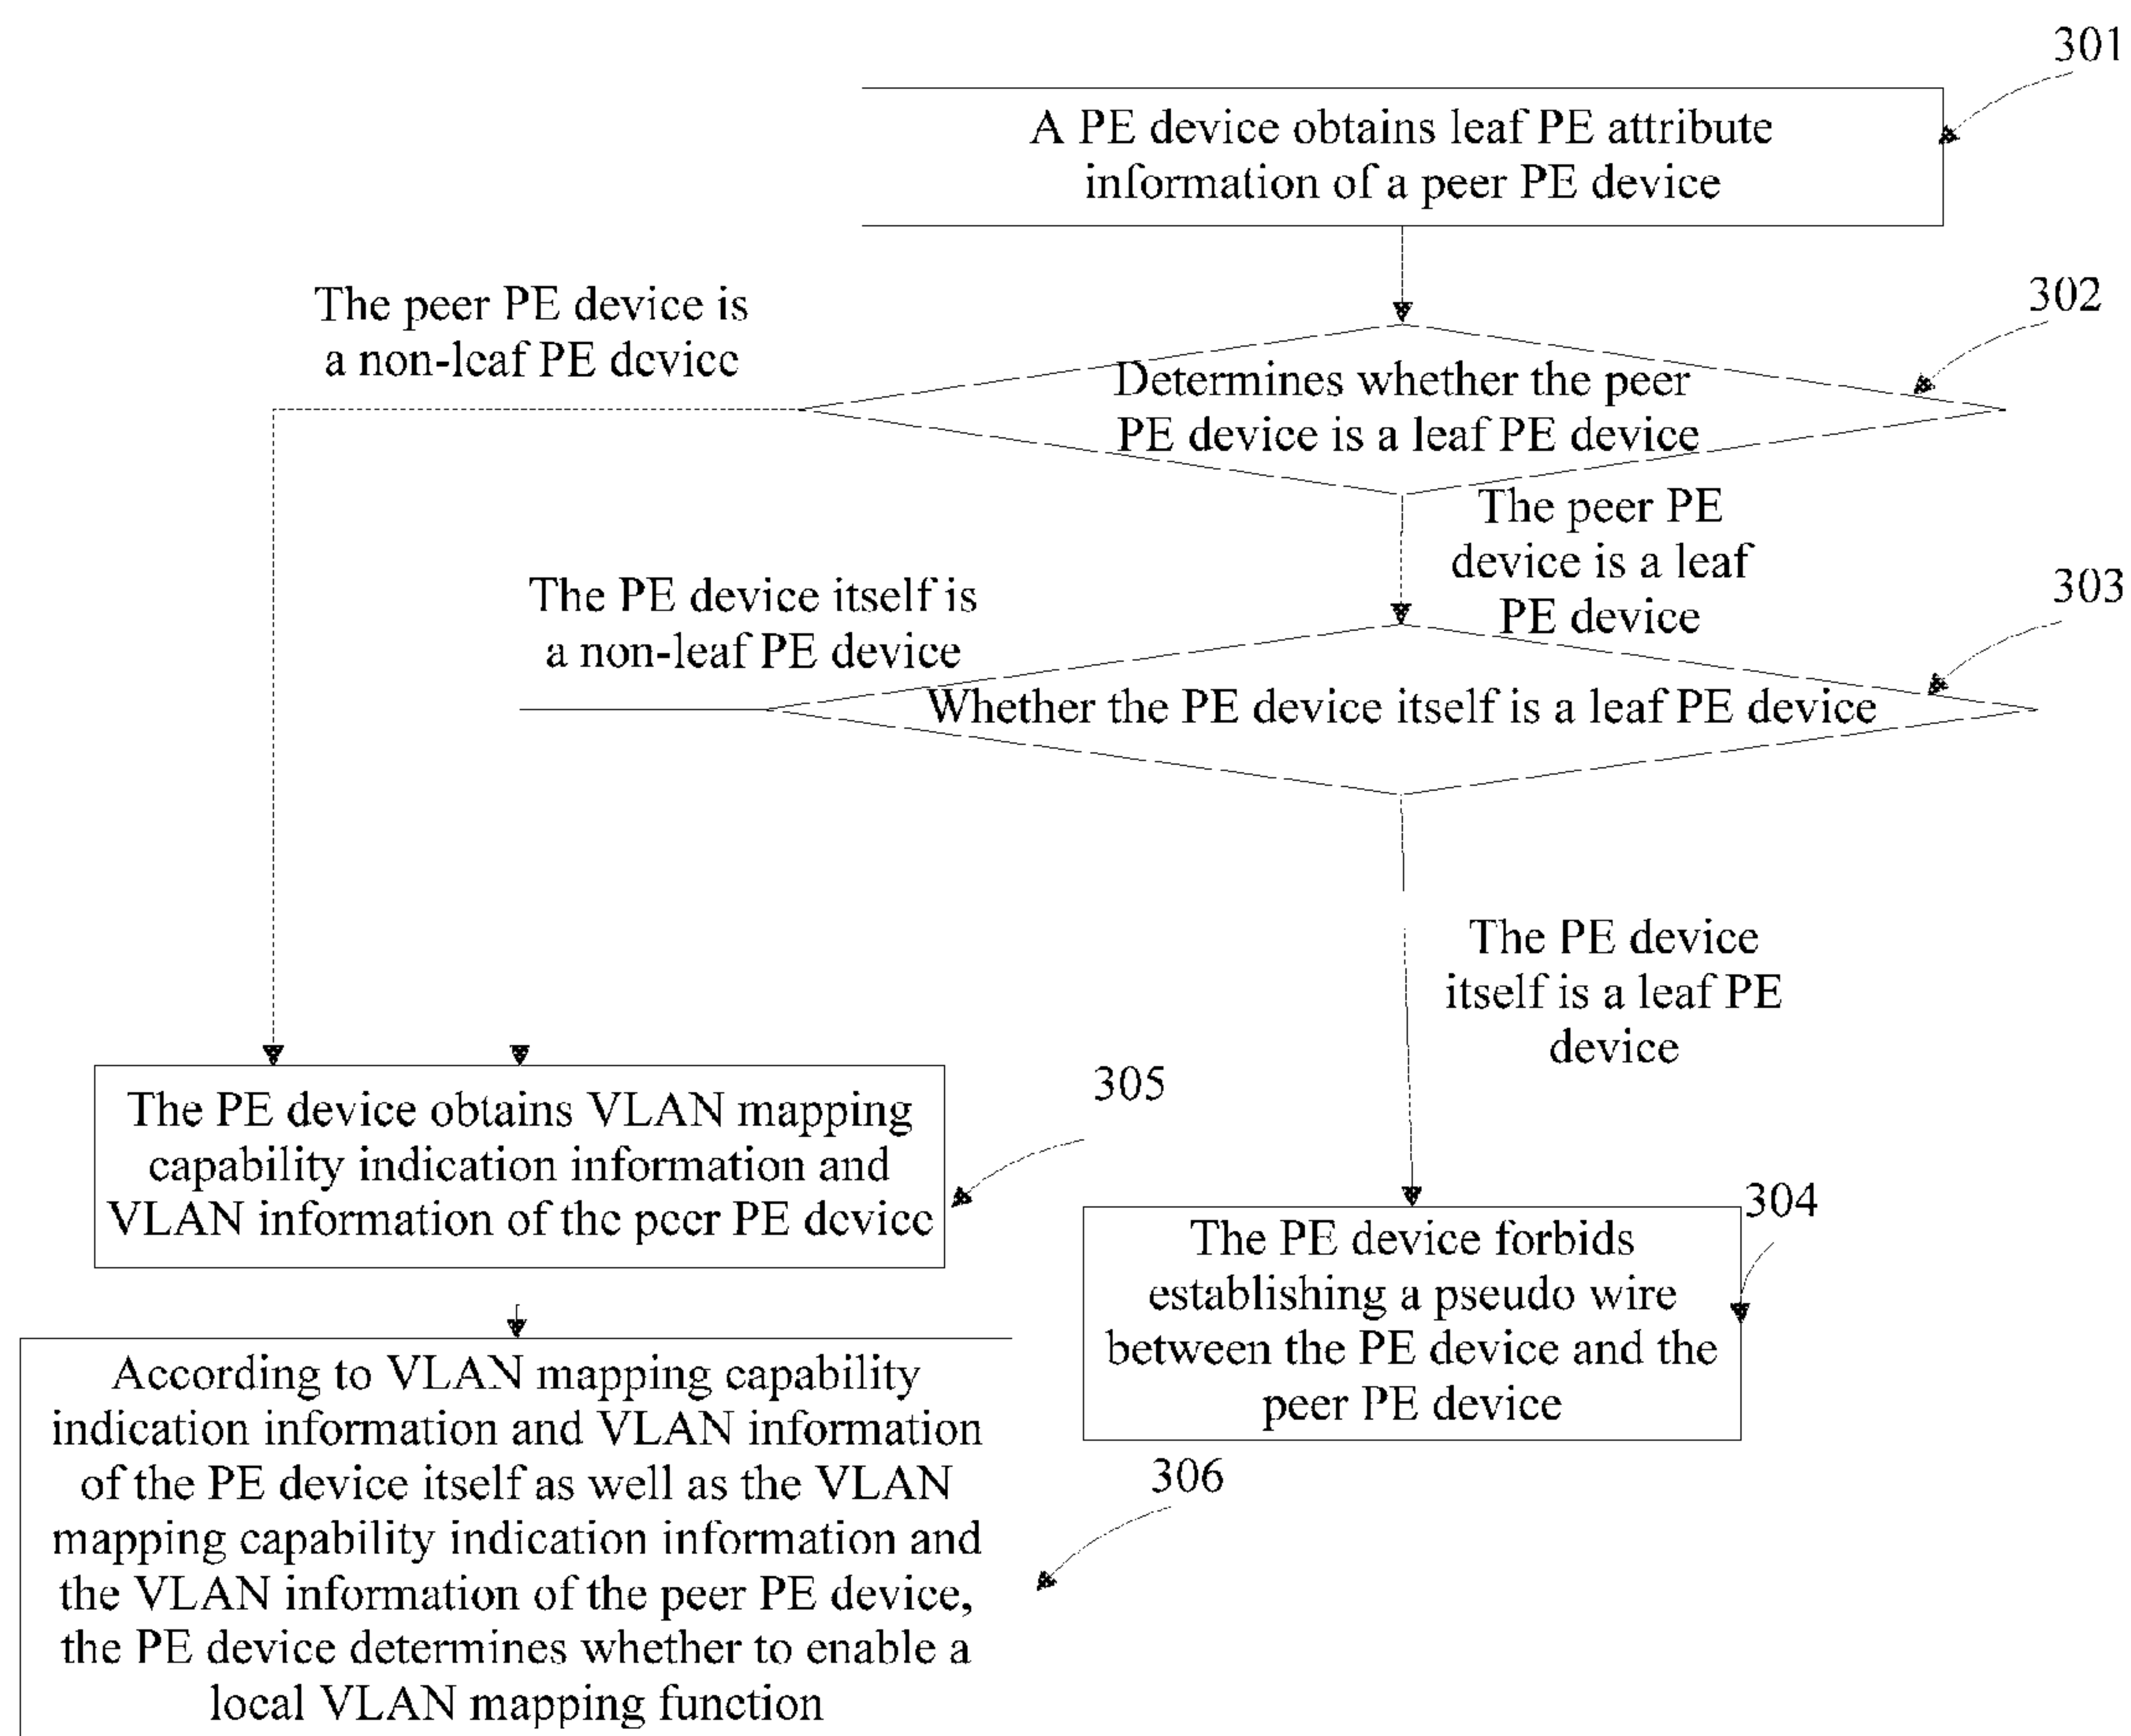 301
A PE device obtains leaf PE attribute
information of a peer PE device
302
The peer PE device is
a non-leaf PE device
Determines whether the peer
PE device is a leaf PE device
The peer PE
device is a leaf
PE device
303
The PE device itself is
a non-leaf PE device
Whether the PE device itself is a leaf PE device
The PE device
itself is a leaf PE
device
305
The PE device obtains VLAN mapping
capability indication information and
VLAN information of the peer PE device
304
The PE device forbids
establishing a pseudo wire
between the PE device and the
peer PE device
According to VLAN mapping capability
indication information and VLAN information
of the PE device itself as well as the VLAN
mapping capability indication information and
the VLAN information of the peer PE device,
the PE device determines whether to enable a
local VLAN mapping function
306